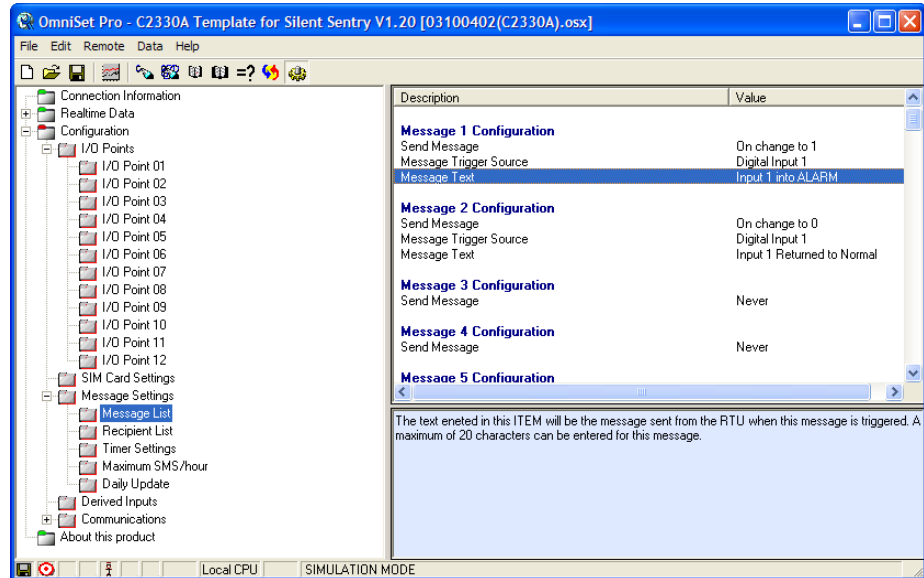 OmniSet Pro - C2330A Template for Silent Sentry V1.20 [03100402(C2330A).osx]
File Edit Remote Data Help
=?
Connection Information
Realtime Data
Configuration
I/O Points
I/O Point 01
I/O Point 02
I/O Point 03
I/O Point 04
I/O Point 05
I/O Point 06
I/O Point 07
I/O Point 08
I/O Point 09
I/O Point 10
I/O Point 11
I/O Point 12
SIM Card Settings
Message Settings
Message List
Recipient List
Timer Settings
Maximum SMS/hour
Daily Update
Derived Inputs
Communications
About this product
Description Value
Message 1 Configuration
Send Message On change to 1
Message Trigger Source Digital Input 1
Message Text Input 1 into ALARM
Message 2 Configuration
Send Message On change to 0
Message Trigger Source Digital Input 1
Message Text Input 1 Returned to Normal
Message 3 Configuration
Send Message Never
Message 4 Configuration
Send Message Never
Message 5 Configuration
The text eneted in this ITEM will be the message sent from the RTU when this message is triggered. A
maximum of 20 characters can be entered for this message.
Local CPU SIMULATION MODE